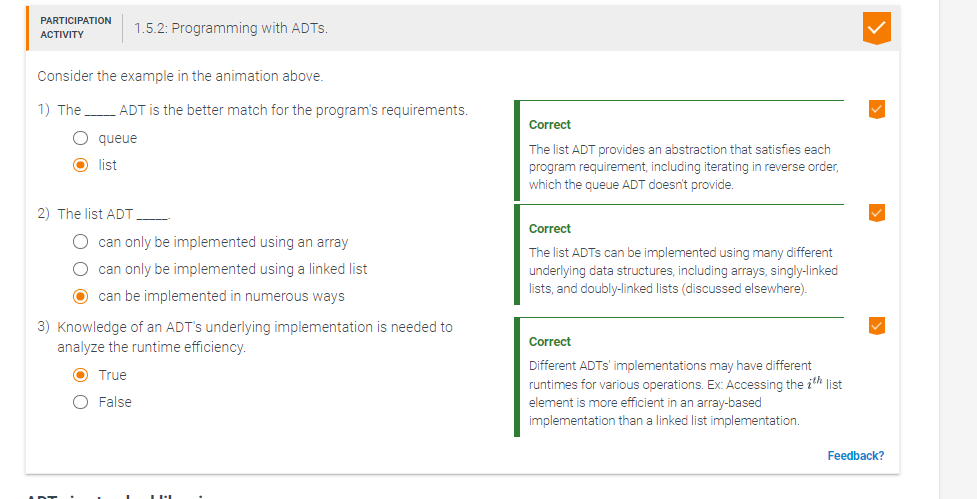 PARTICIPATION
ACTIVITY
1.5.2: Programming with ADTs.
Consider the example in the animation above.
1) The _____ ADT is the better match for the program's requirements.
queue
list
Correct
The list ADT provides an abstraction that satisfies each
program requirement, including iterating in reverse order,
which the queue ADT doesn't provide.
2) The list ADT _____.
can only be implemented using an array
can only be implemented using a linked list
can be implemented in numerous ways
Correct
The list ADTs can be implemented using many different
underlying data structures, including arrays, singly-linked
lists, and doubly-linked lists (discussed elsewhere).
3) Knowledge of an ADT's underlying implementation is needed to
analyze the runtime efficiency.
True
False
Correct
Different ADTs' implementations may have different
runtimes for various operations. Ex: Accessing the ith list
element is more efficient in an array-based
implementation than a linked list implementation.
Feedback?